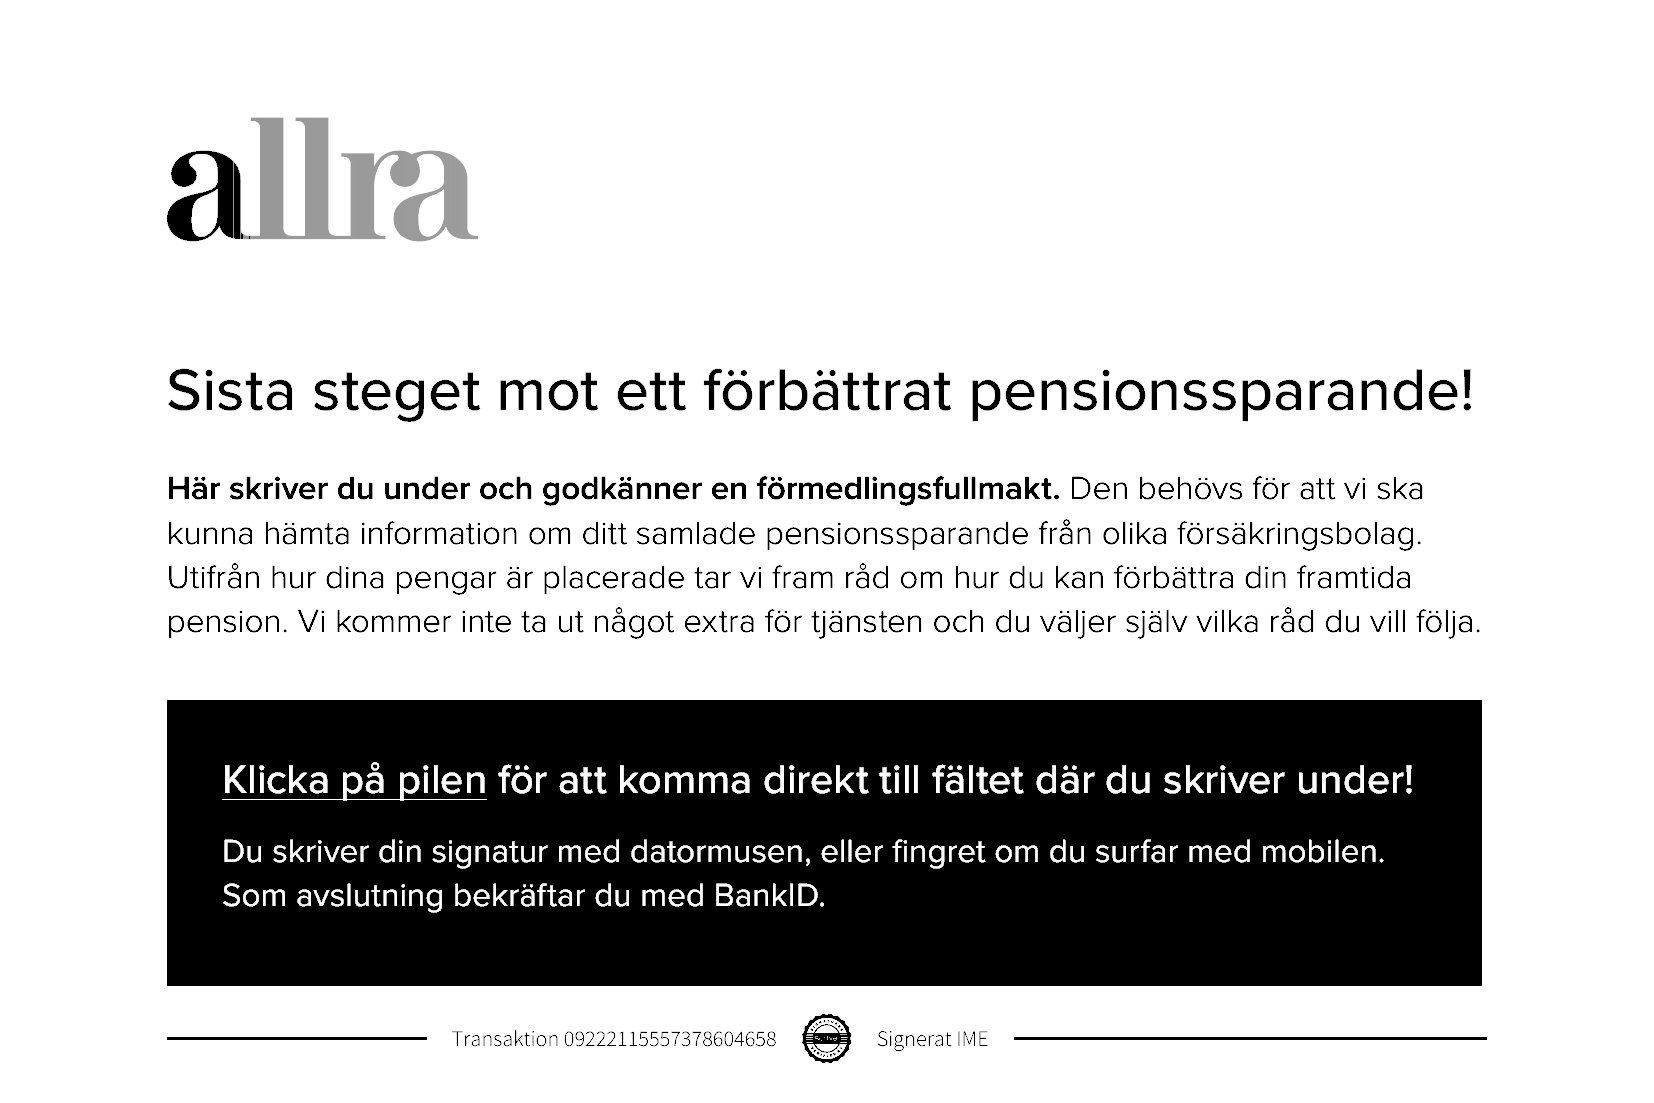 allra
Sista steget mot ett förbättrat pensionssparande!
Här skriver du under och godkänner en förmedlingsfullmakt. Den behövs för att vi ska
kunna hämta information om ditt samlade pensionssparande från olika försäkringsbolag.
Utifrån hur dina pengar är placerade tar vi fram råd om hur du kan förbättra din framtida
pension. Vi kommer inte ta ut något extra för tjänsten och du väljer själv vilka råd du vill följa.
Klicka på pilen för att komma direkt till fältet där du skriver under!
Du skriver din signatur med datormusen, eller fingret om du surfar med mobilen.
Som avslutning bekräftar du med BankID.
Transaktion 09222115557378604658 Signerat IME